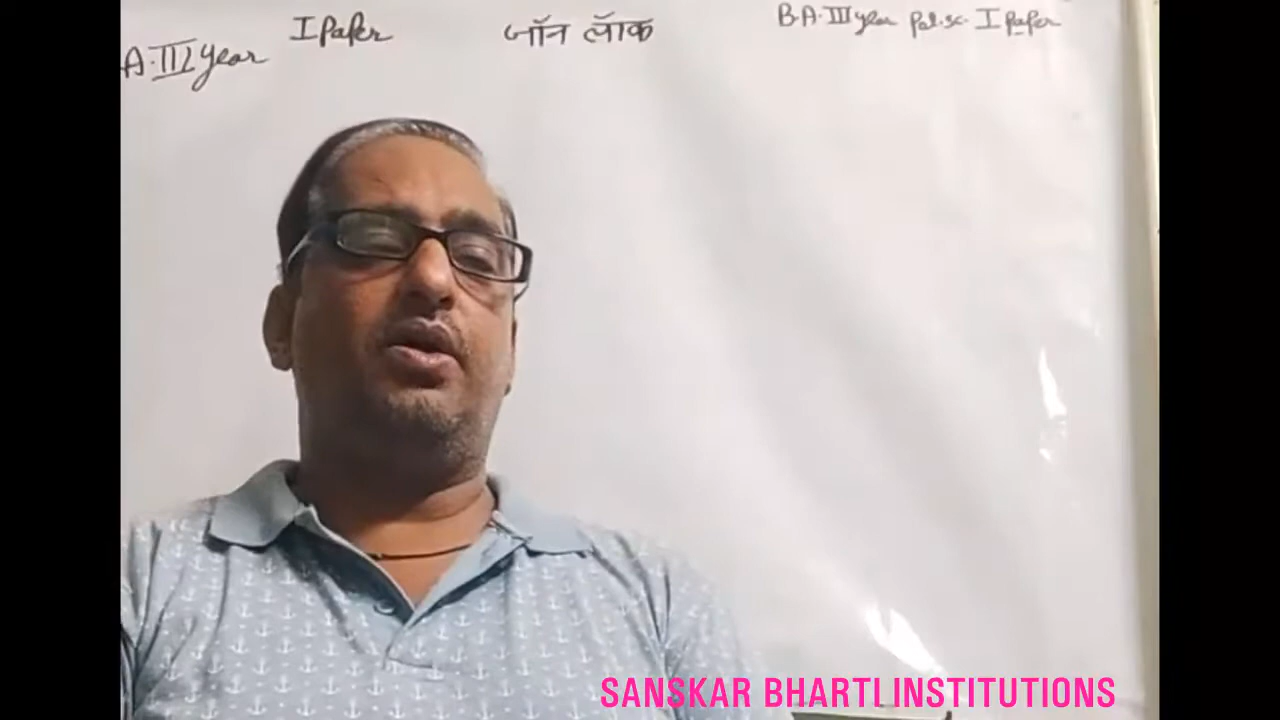 A.III year
I Paper
जॉन लॉक
B.A.III year Pol.sc. I Paper
SANSKAR BHARTI INSTITUTIONS